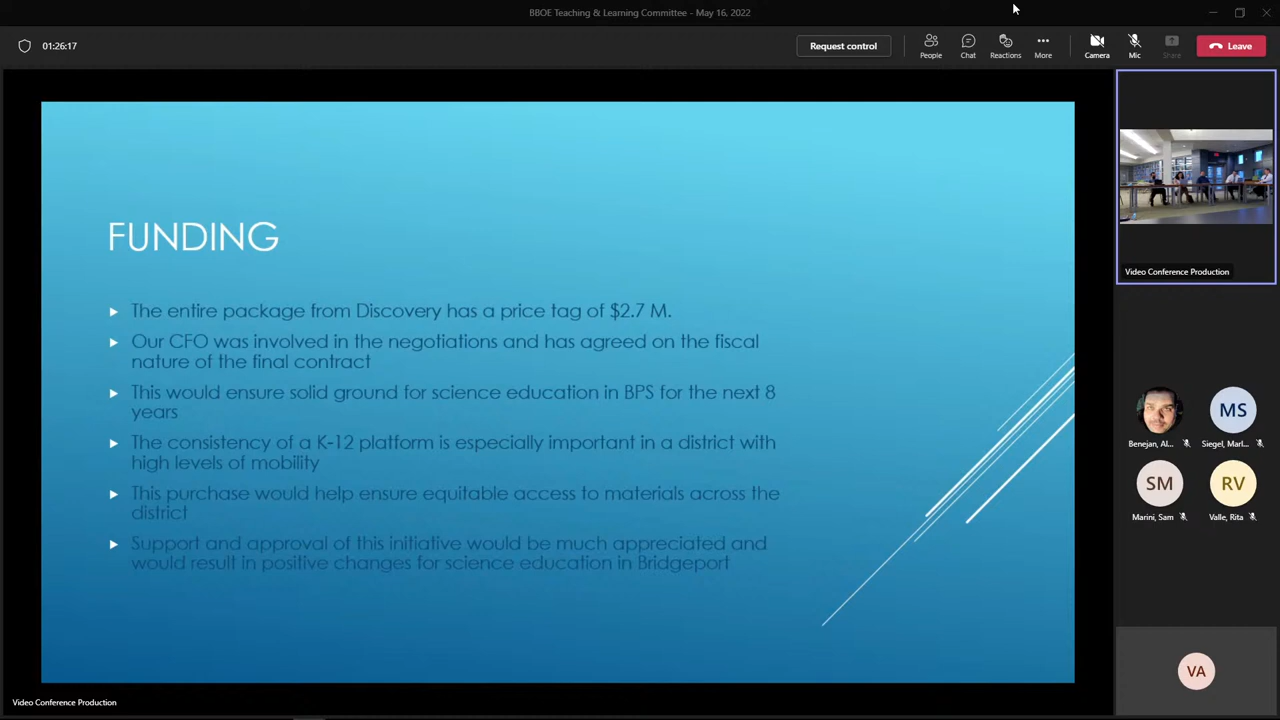 BBOE Teaching & Learning Committee - May 16, 2022
01:26:17
Request control
People
Chat
Reactions
More
Camera
Mic
Share
Leave
FUNDING
The entire package from Discovery has a price tag of $2.7 M.
Our CFO was involved in the negotiations and has agreed on the fiscal
nature of the final contract
This would ensure solid ground for science education in BPS for the next 8
years
The consistency of a K-12 platform is especially important in a district with
high levels of mobility
This purchase would help ensure equitable access to materials across the
district
Support and approval of this initiative would be much appreciated and
would result in positive changes for science education in Bridgeport
Video Conference Production
Video Conference Production
MS
Benejan, Al...
Siegel, Marl...
SM
RV
Marini, Sam
Valle, Rita
VA